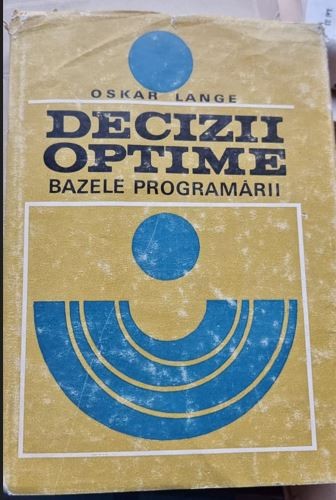 OSKAR LANGE
DECIZII
OPTIME
BAZELE PROGRAMĂRII